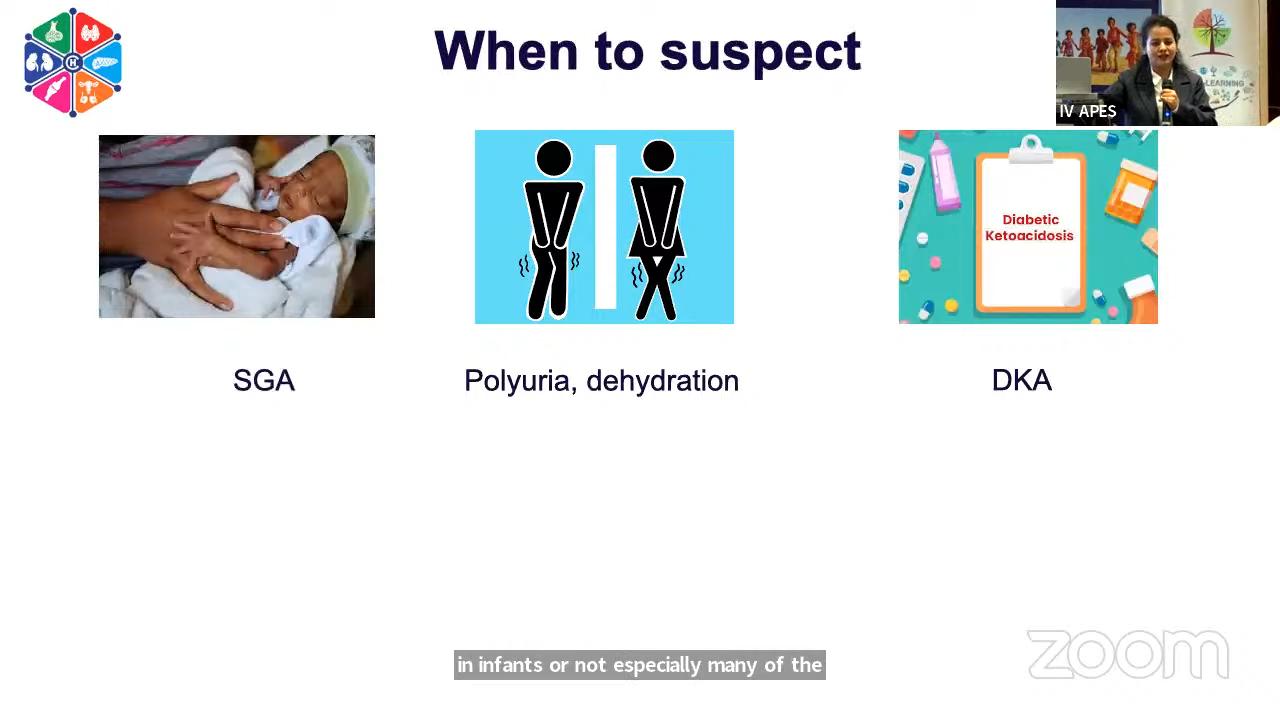 When to suspect
H
LEARNING
IV APES
Diabetic
Ketoacidosis
SGA
Polyuria, dehydration
DKA
in infants or not especially many of the
zoom